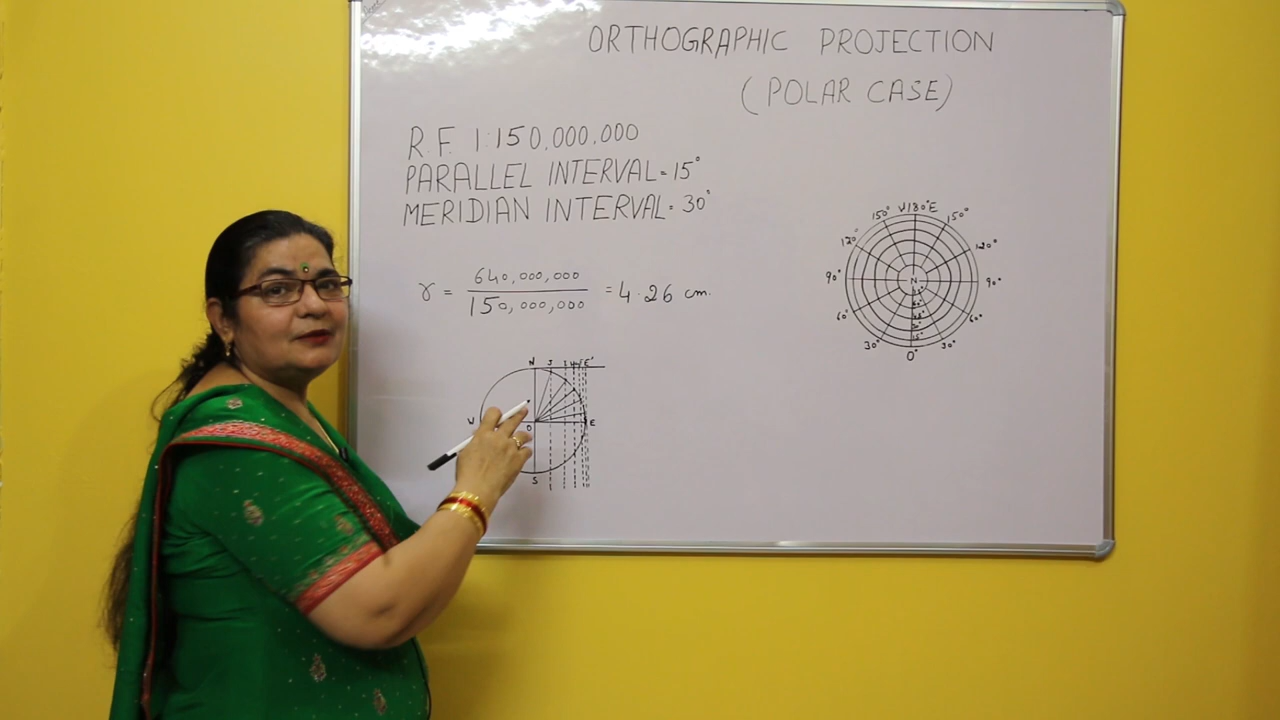 ORTHOGRAPHIC PROJECTION
(POLAR CASE)
R.F. 1:150,000,000
PARALLEL INTERVAL = 15°
MERIDIAN INTERVAL = 30°
r = 640,000,000
150,000,000 = 4.26 cm.
N J I H E'
W O E
S
150° W180°E 150°
120° 120°
90° N 90°
60° 60°
30° 0° 30°